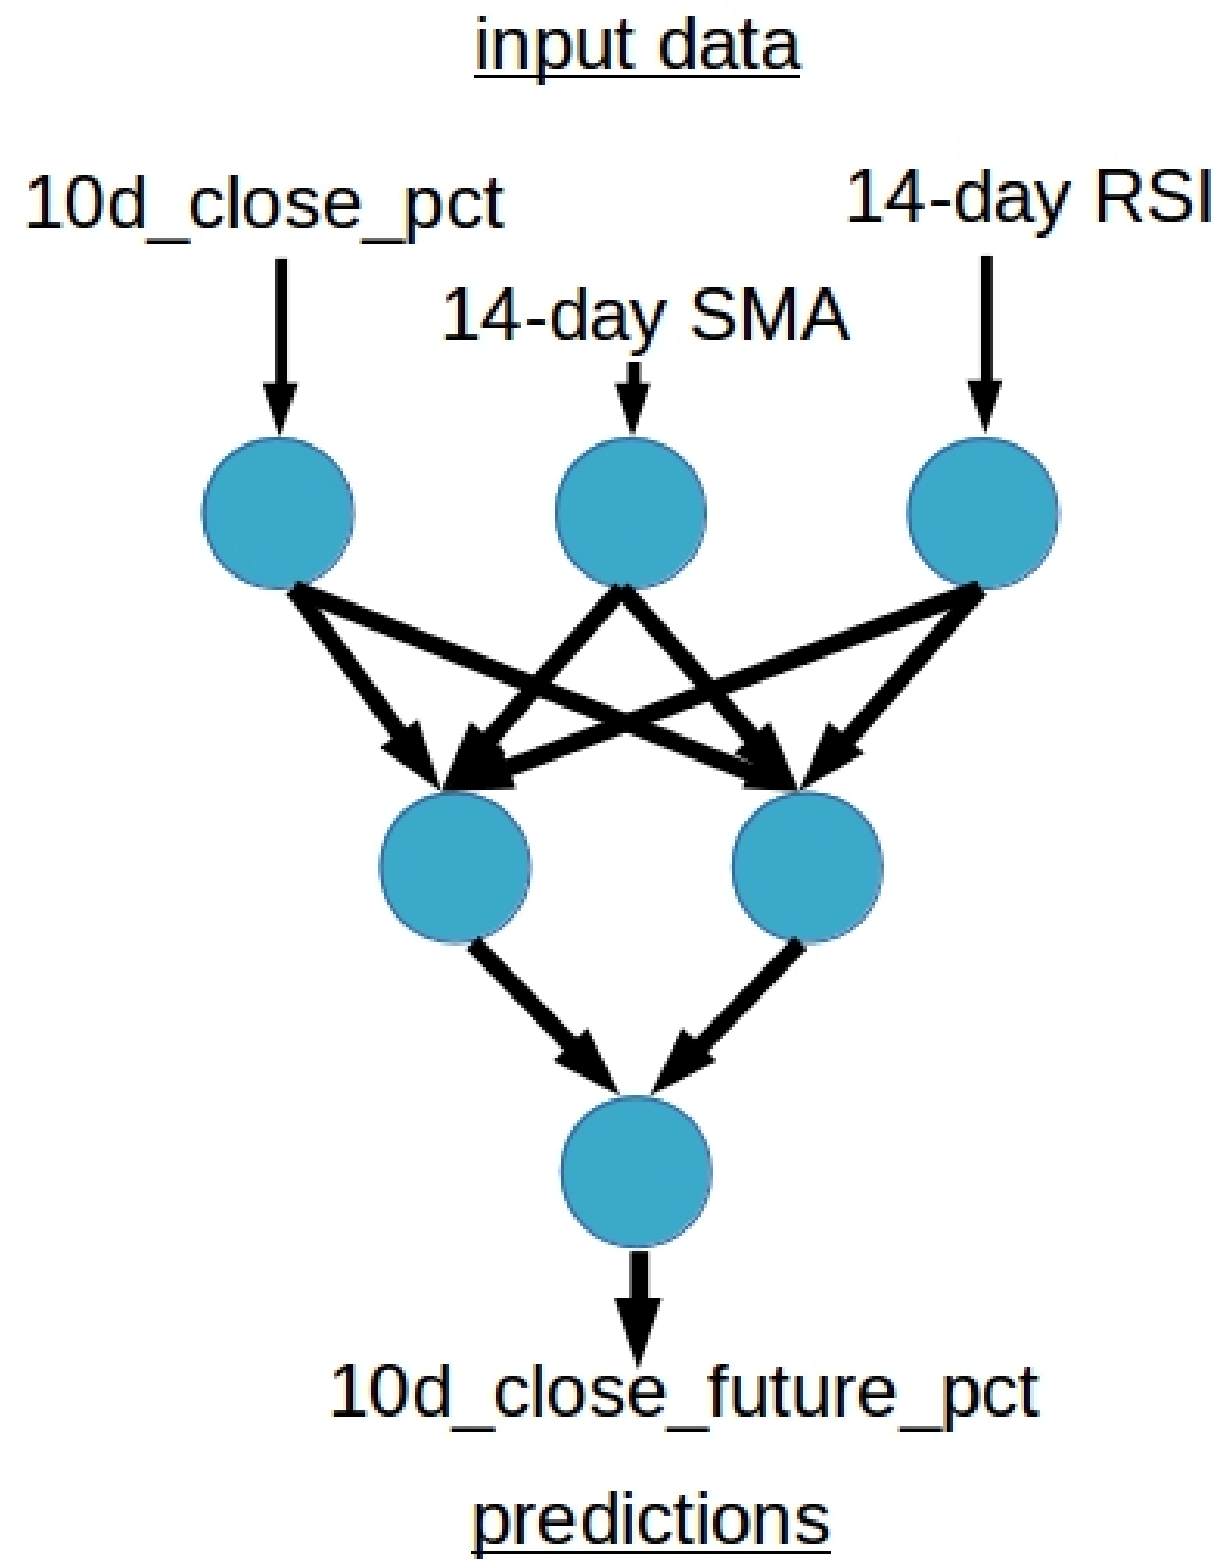 input data
10d_close_pct
14-day RSI
14-day SMA
10d_close_future_pct
predictions